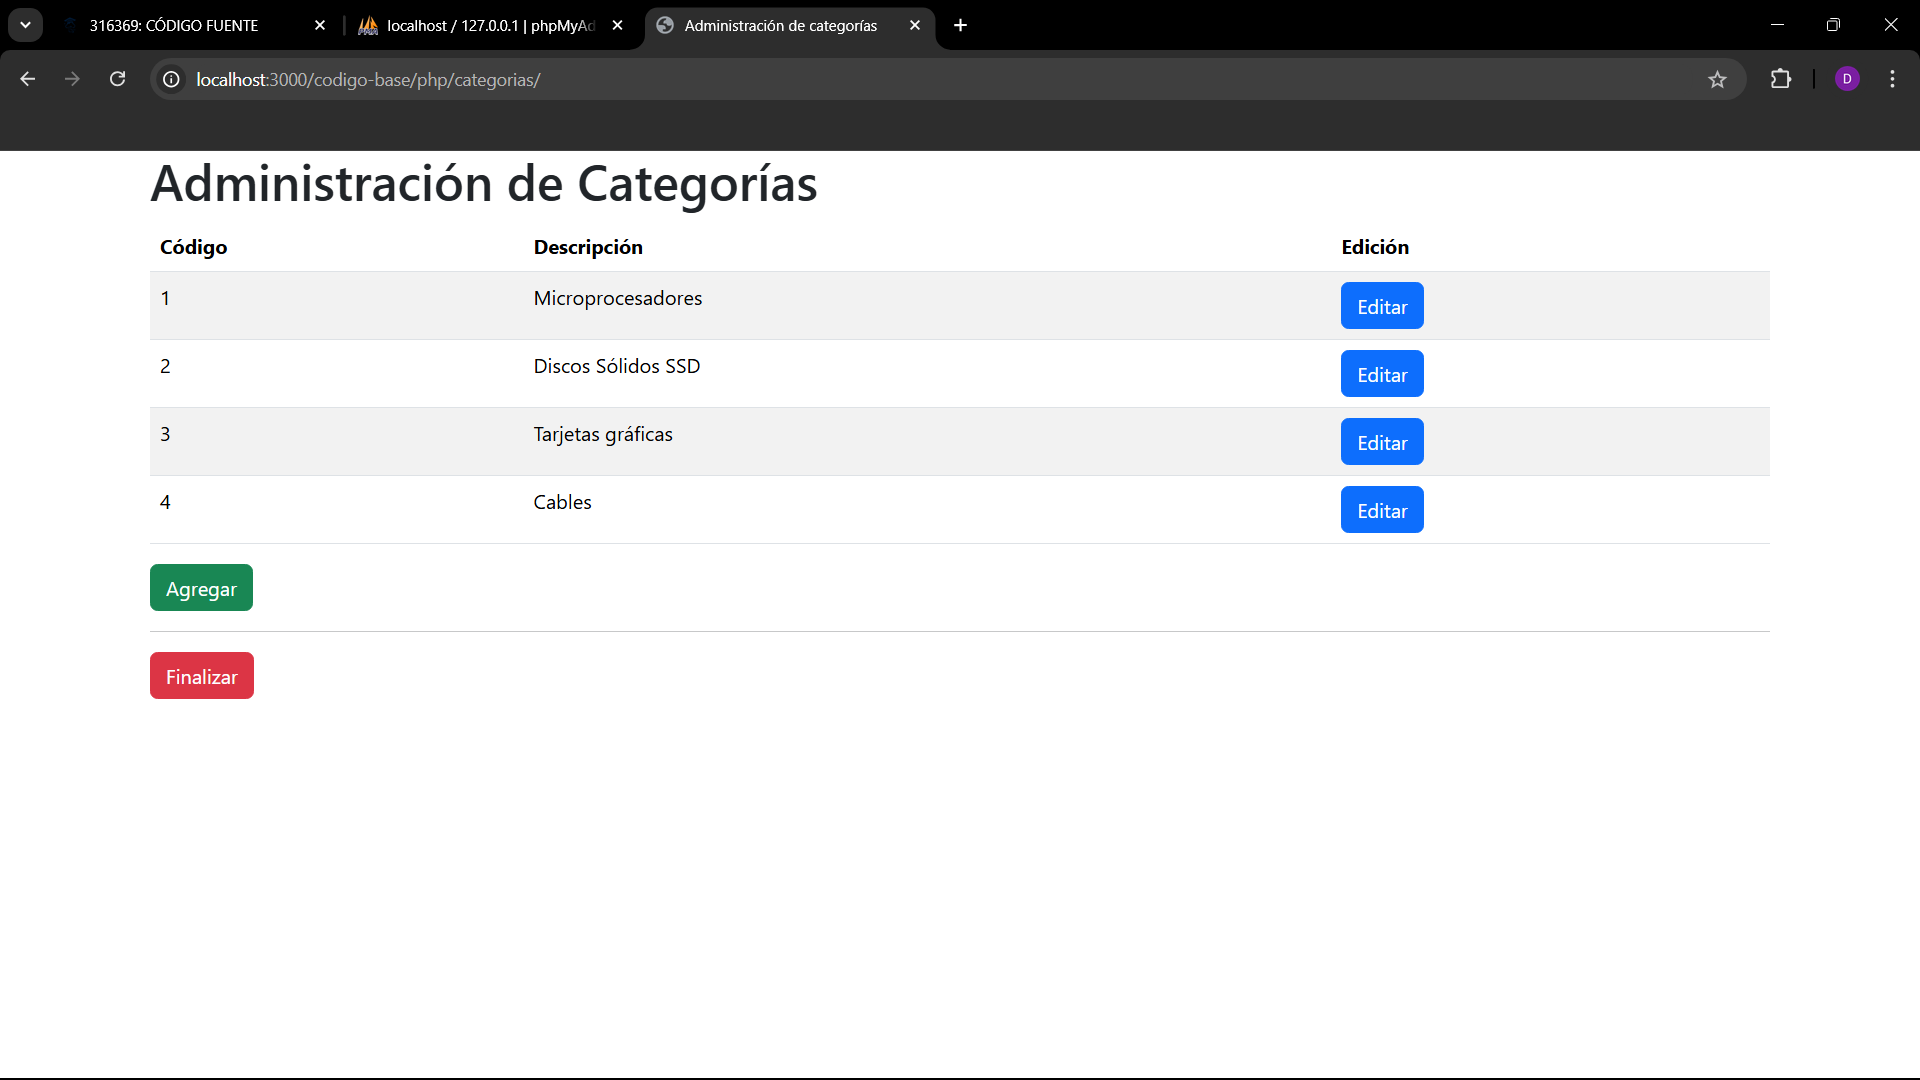 316369: CÓDIGO FUENTE
localhost / 127.0.0.1 | phpMyAd
Administración de categorías
localhost:3000/codigo-base/php/categorias/
D
Administración de Categorías
Código Descripción Edición
1 Microprocesadores Editar
2 Discos Sólidos SSD Editar
3 Tarjetas gráficas Editar
4 Cables Editar
Agregar
Finalizar